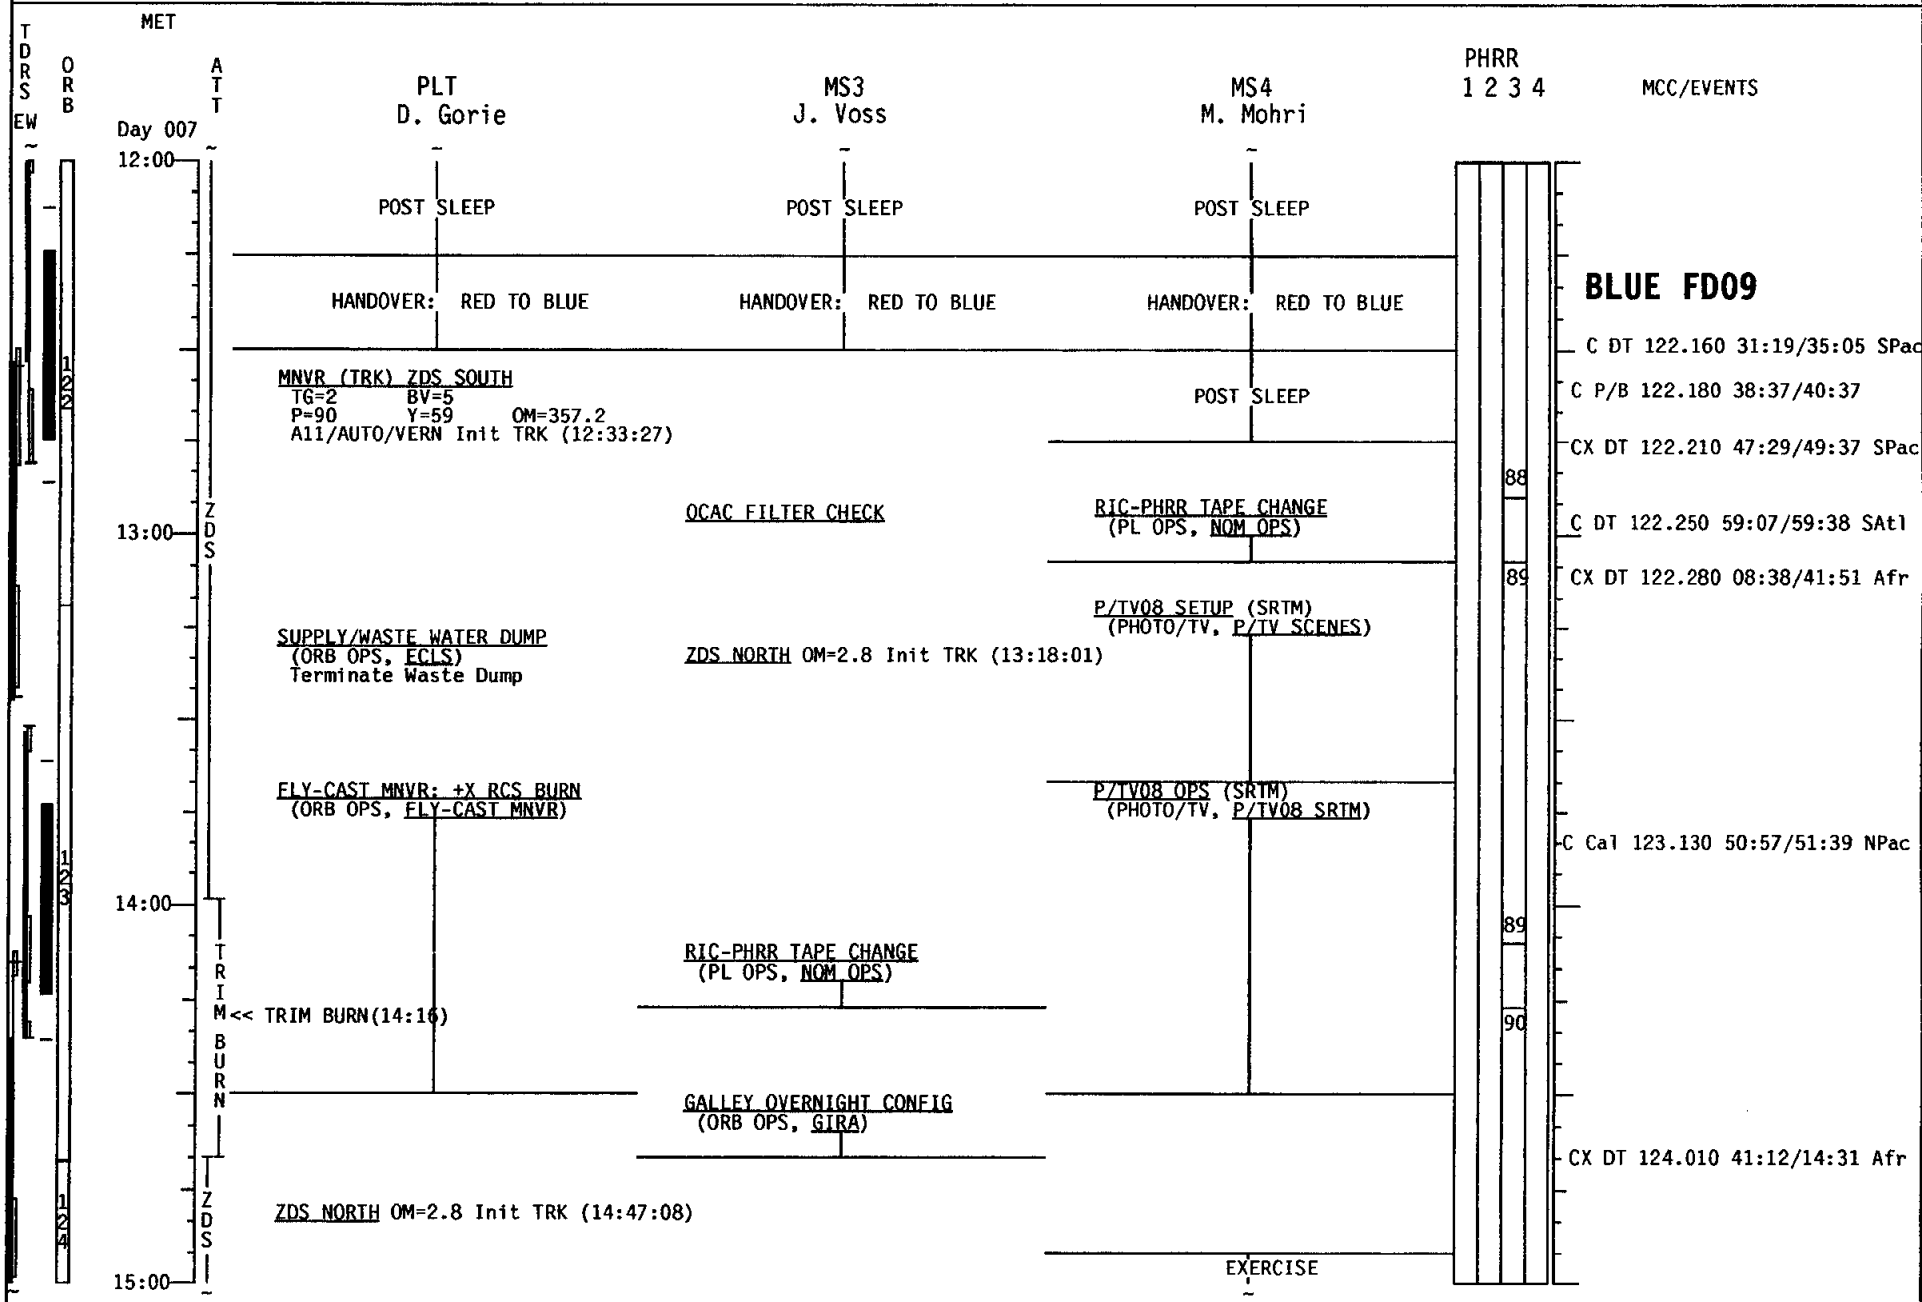 MET
TDRS
ORB
ATT
EW
PLT
D. Gorie
MS3
J. Voss
MS4
M. Mohri
PHRR
1 2 3 4
MCC/EVENTS
Day 007
12:00
POST SLEEP
POST SLEEP
POST SLEEP
HANDOVER: RED TO BLUE
HANDOVER: RED TO BLUE
HANDOVER: RED TO BLUE
BLUE FD09
C DT 122.160 31:19/35:05 SPac
122
MNVR (TRK) ZDS SOUTH
TG=2 BV=5
P=90 Y=59 OM=357.2
A11/AUTO/VERN Init TRK (12:33:27)
POST SLEEP
C P/B 122.180 38:37/40:37
CX DT 122.210 47:29/49:37 SPac
88
ZDS
OCAC FILTER CHECK
RIC-PHRR TAPE CHANGE
(PL OPS, NOM OPS)
C DT 122.250 59:07/59:38 SAtl
13:00
89
CX DT 122.280 08:38/41:51 Afr
P/TV08 SETUP (SRTM)
(PHOTO/TV, P/TV SCENES)
SUPPLY/WASTE WATER DUMP
(ORB OPS, ECLS)
Terminate Waste Dump
ZDS NORTH OM=2.8 Init TRK (13:18:01)
FLY-CAST MNVR: +X RCS BURN
(ORB OPS, FLY-CAST MNVR)
P/TV08 OPS (SRTM)
(PHOTO/TV, P/TV08 SRTM)
C Cal 123.130 50:57/51:39 NPac
123
14:00
89
TRIM BURN
RIC-PHRR TAPE CHANGE
(PL OPS, NOM OPS)
<< TRIM BURN(14:16)
90
GALLEY OVERNIGHT CONFIG
(ORB OPS, GIRA)
CX DT 124.010 41:12/14:31 Afr
124
ZDS
ZDS NORTH OM=2.8 Init TRK (14:47:08)
EXERCISE
15:00